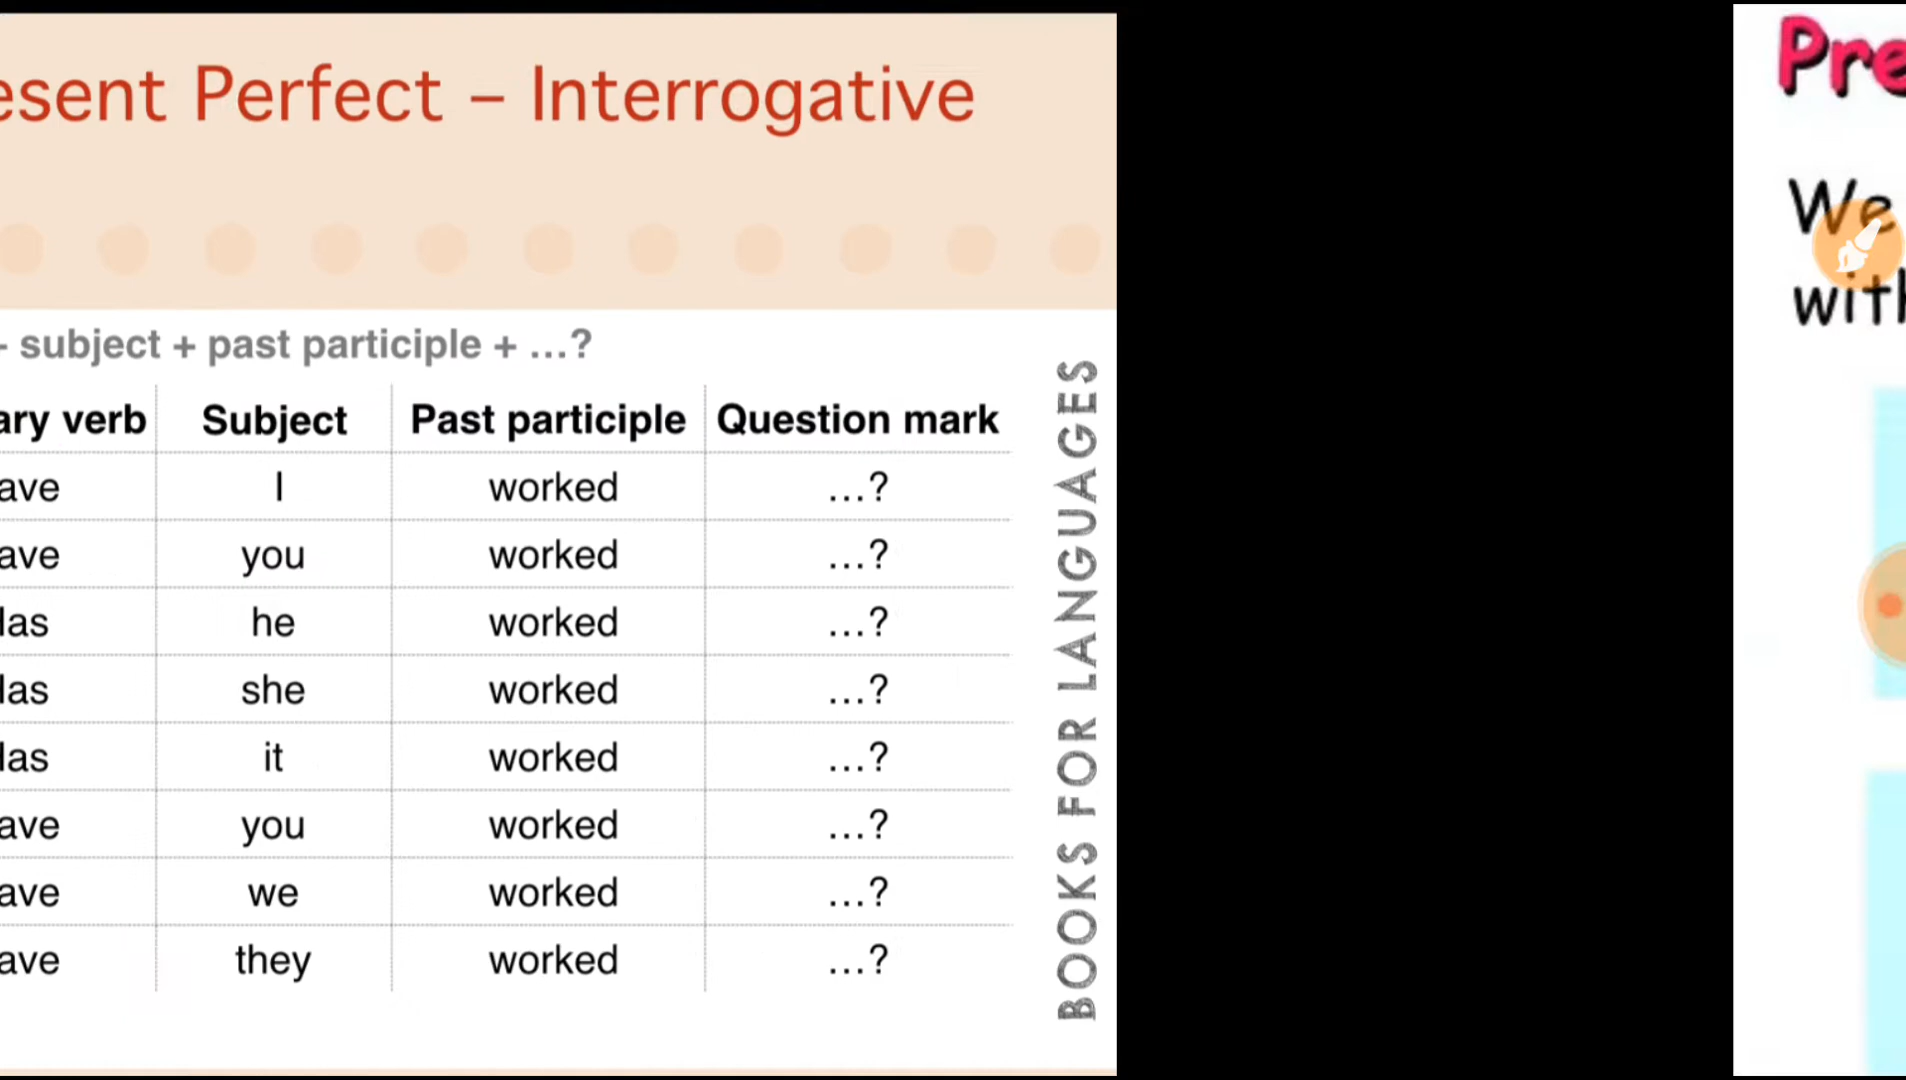 esent Perfect – Interrogative
+ subject + past participle + ...?
ary verb Subject Past participle Question mark
ave I worked ...?
ave you worked ...?
las he worked ...?
las she worked ...?
las it worked ...?
ave you worked ...?
ave we worked ...?
ave they worked ...?
BOOKS FOR LANGUAGES
Pre
We
with